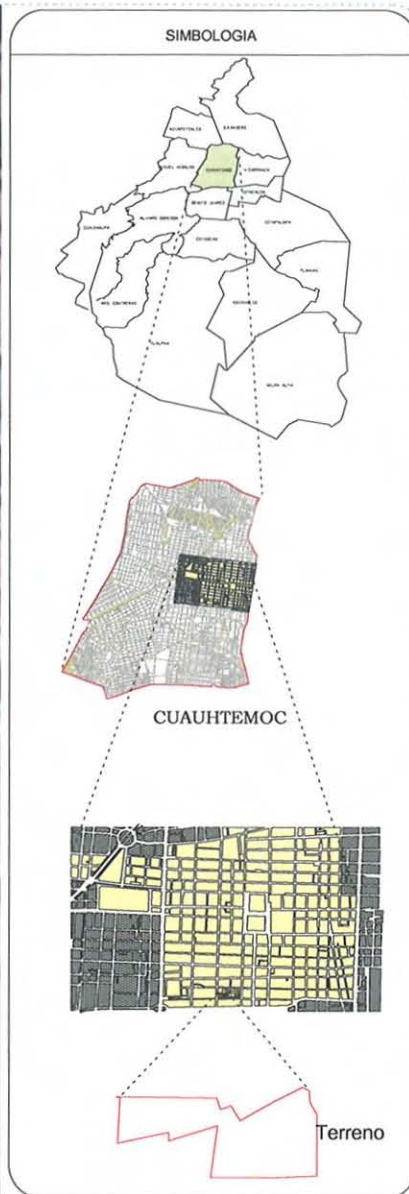 SIMBOLOGIA
AZCAPOTZALCO
G.A.MADERO
MIGUEL HIDALGO
CUAUHTEMOC
V.CARRANZA
IZTACALCO
BENITO JUAREZ
ALVARO OBREGON
CUAJIMALPA
IZTAPALAPA
COYOACAN
TLAHUAC
MAG. CONTRERAS
XOCHIMILCO
TLALPAN
MILPA ALTA
CUAUHTEMOC
Terreno